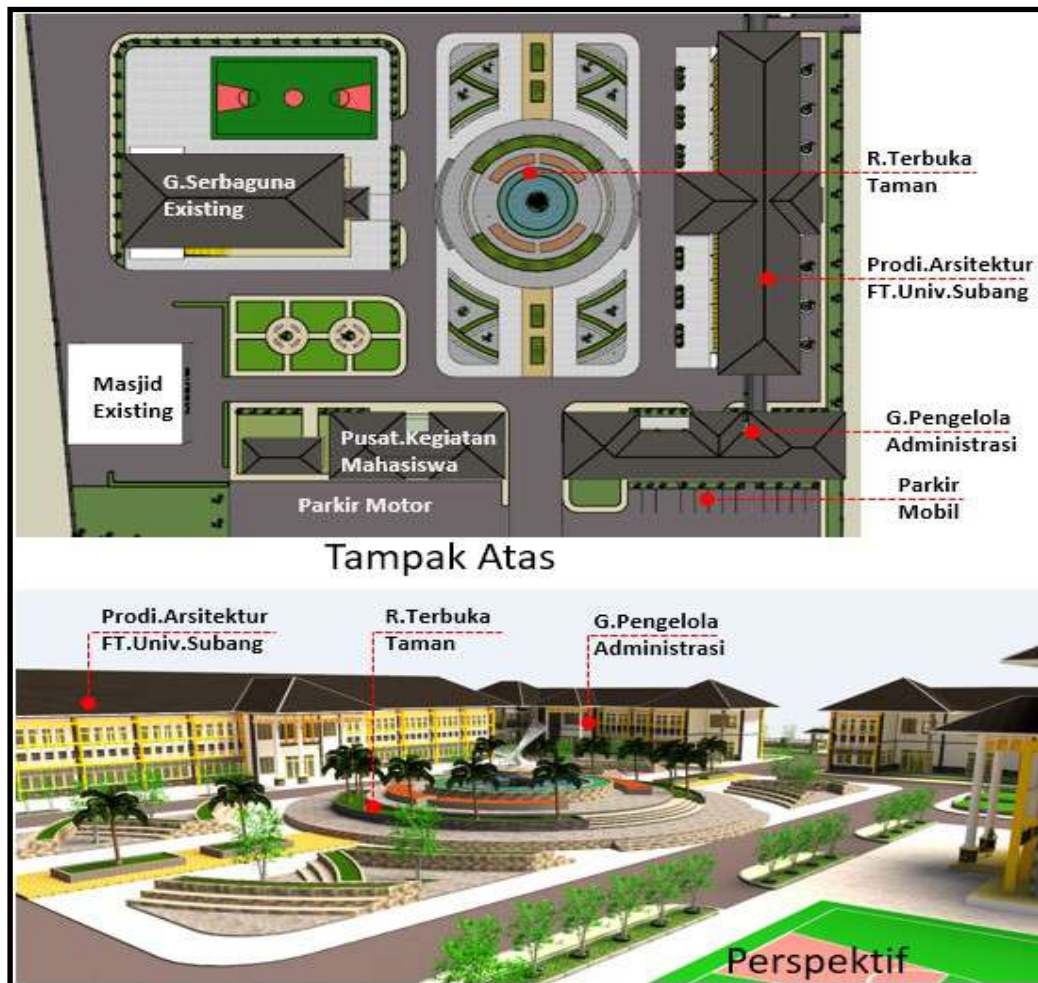 R.Terbuka
Taman
G.Serbaguna
Existing
Prodi.Arsitektur
FT.Univ.Subang
Masjid
Existing
G.Pengelola
Administrasi
Pusat.Kegiatan
Mahasiswa
Parkir
Mobil
Parkir Motor
Tampak Atas
Prodi.Arsitektur
FT.Univ.Subang
R.Terbuka
Taman
G.Pengelola
Administrasi
Perspektif